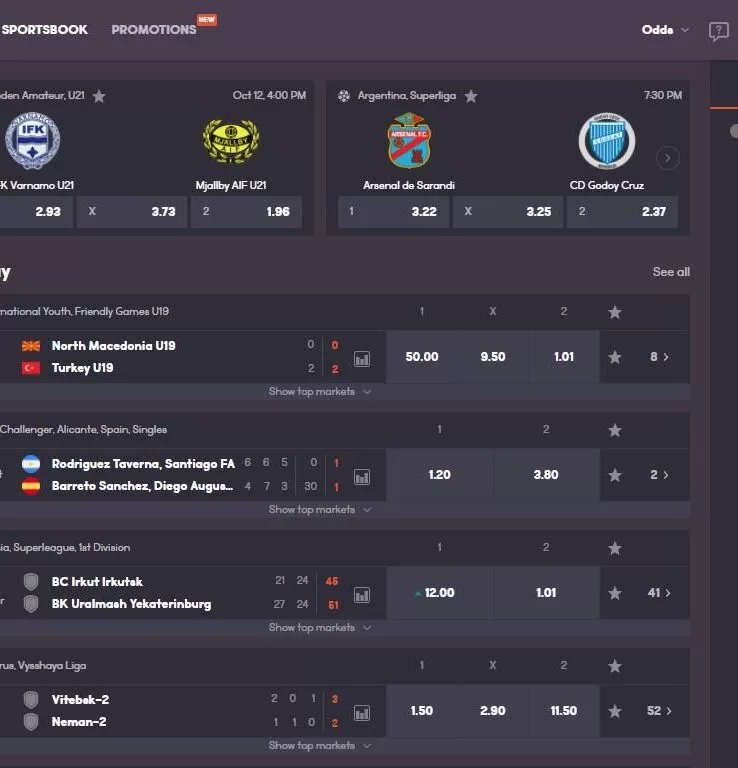 SPORTSBOOK PROMOTIONS NEW Odds
den Amateur, U21 Oct 12, 4:00 PM Argentina, Superliga 7:30 PM
IFK MJÄLLBY ARSENAL F.C.
FK Varnamo U21 Mjallby AIF U21 Arsenal de Sarandi CD Godoy Cruz
2.93 X 3.73 2 1.96 1 3.22 X 3.25 2 2.37
y See all
national Youth, Friendly Games U19 1 X 2
North Macedonia U19 0 0
50.00 9.50 1.01 8 >
Turkey U19 2 2
Show top markets
Challenger, Alicante, Spain, Singles 1 2
Rodriguez Taverna, Santiago FA 6 6 5 0 1
1.20 3.80 2 >
Barreto Sanchez, Diego Augus... 4 7 3 30 1
Show top markets
ia, Superleague, 1st Division 1 2
BC Irkut Irkutsk 21 24 45
12.00 1.01 41 >
BK Uralmash Yekaterinburg 27 24 51
Show top markets
rus, Vysshaya Liga 1 X 2
Vitebsk-2 2 0 1 3
1.50 2.90 11.50 52 >
Neman-2 1 1 0 2
Show top markets